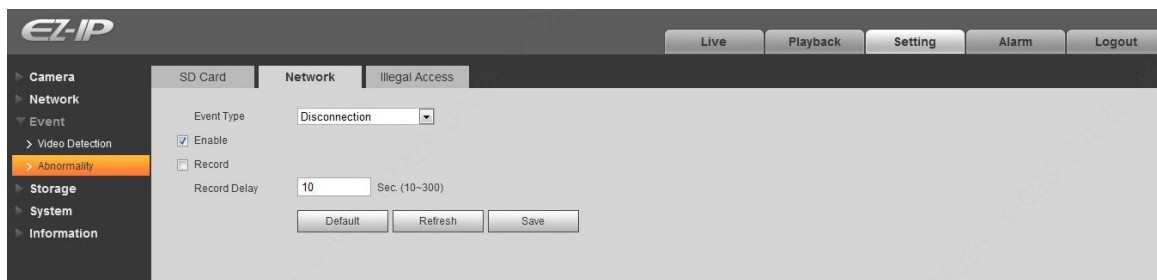 EZ-IP
Live Playback Setting Alarm Logout
Camera
Network
Event
Video Detection
Abnormality
Storage
System
Information
SD Card Network Illegal Access
Event Type Disconnection
Enable
Record
Record Delay 10 Sec. (10~300)
Default Refresh Save